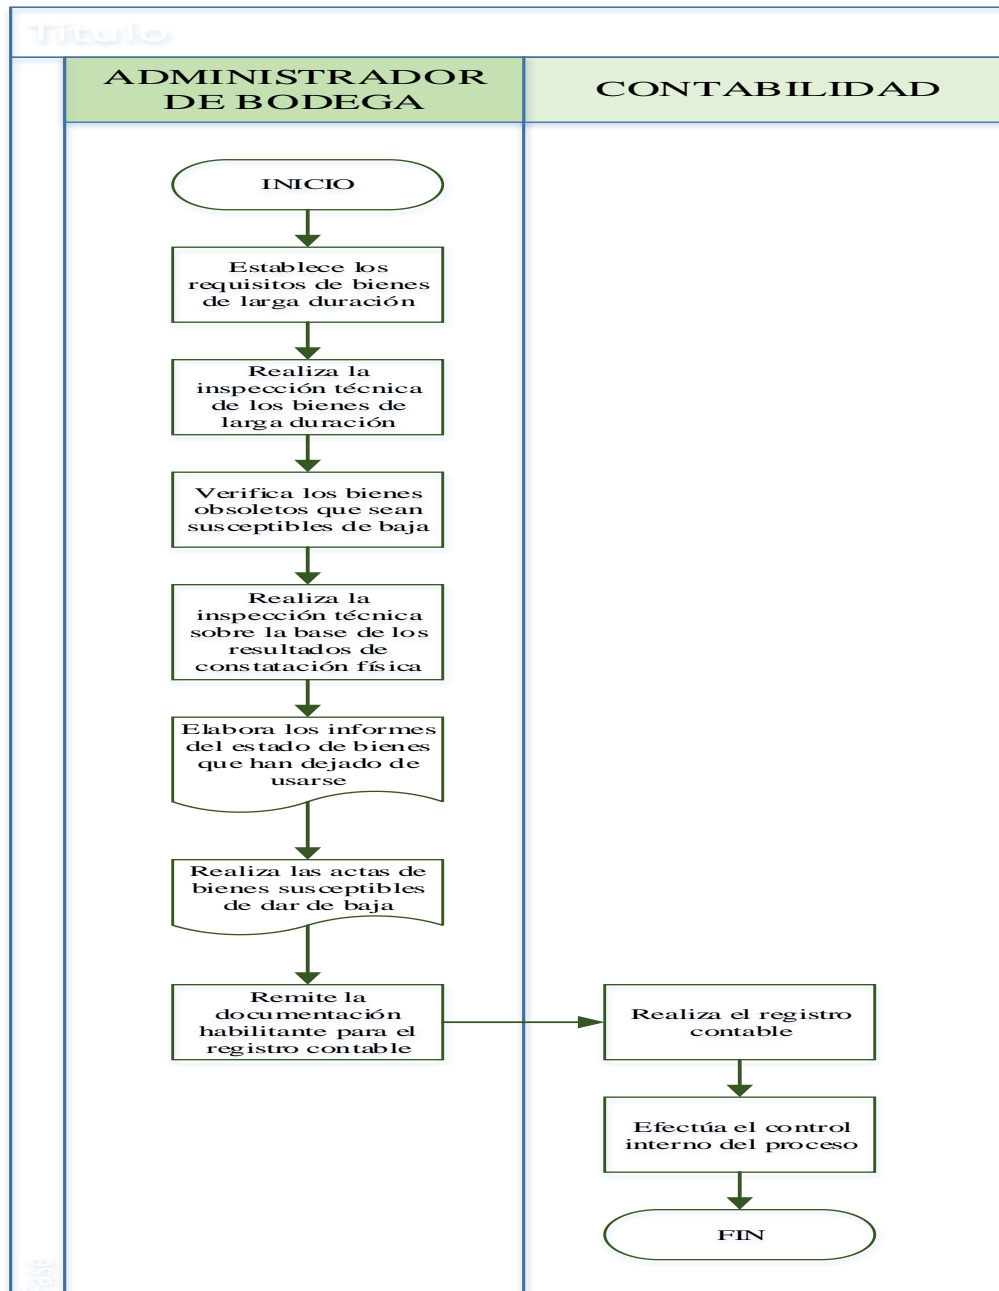 Título
ADMINISTRADOR
DE BODEGA
CONTABILIDAD
INICIO
Establece los
requisitos de bienes
de larga duración
Realiza la
inspección técnica
de los bienes de
larga duración
Verifica los bienes
obsoletos que sean
susceptibles de baja
Realiza la
inspección técnica
sobre la base de los
resultados de
constatación física
Elabora los informes
del estado de bienes
que han dejado de
usarse
Realiza las actas de
bienes susceptibles
de dar de baja
Remite la
documentación
habilitante para el
registro contable
Realiza el registro
contable
Efectúa el control
interno del proceso
FIN
Fase